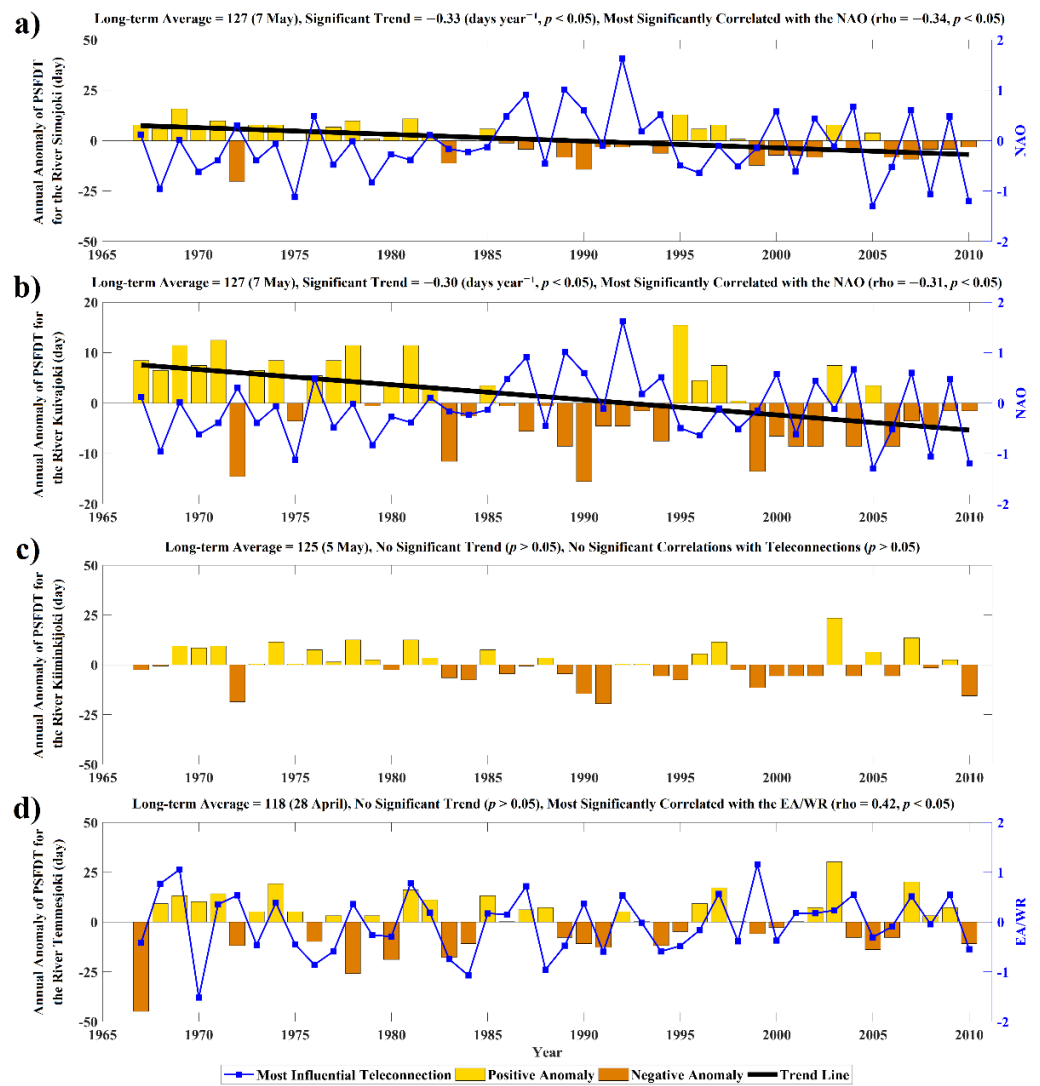 Long-term Average = 127 (7 May), Significant Trend = −0.33 (days year⁻¹, p < 0.05), Most Significantly Correlated with the NAO (rho = −0.34, p < 0.05)
a)
Annual Anomaly of PSFDT
for the River Simojoki (day)
50
25
0
-25
-50
2
1
0
-1
-2
NAO
1965 1970 1975 1980 1985 1990 1995 2000 2005 2010
Long-term Average = 127 (7 May), Significant Trend = −0.30 (days year⁻¹, p < 0.05), Most Significantly Correlated with the NAO (rho = −0.31, p < 0.05)
b)
Annual Anomaly of PSFDT for
the River Kuivajoki (day)
20
10
0
-10
-20
2
1
0
-1
-2
NAO
1965 1970 1975 1980 1985 1990 1995 2000 2005 2010
c)
Long-term Average = 125 (5 May), No Significant Trend (p > 0.05), No Significant Correlations with Teleconnections (p > 0.05)
Annual Anomaly of PSFDT for
the River Kiiminkijoki (day)
50
25
0
-25
-50
1965 1970 1975 1980 1985 1990 1995 2000 2005 2010
d)
Long-term Average = 118 (28 April), No Significant Trend (p > 0.05), Most Significantly Correlated with the EA/WR (rho = 0.42, p < 0.05)
Annual Anomaly of PSFDT for
the River Temmesjoki (day)
50
25
0
-25
-50
2
1
0
-1
-2
EA/WR
1965 1970 1975 1980 1985 1990 1995 2000 2005 2010
Year
Most Influential Teleconnection Positive Anomaly Negative Anomaly Trend Line